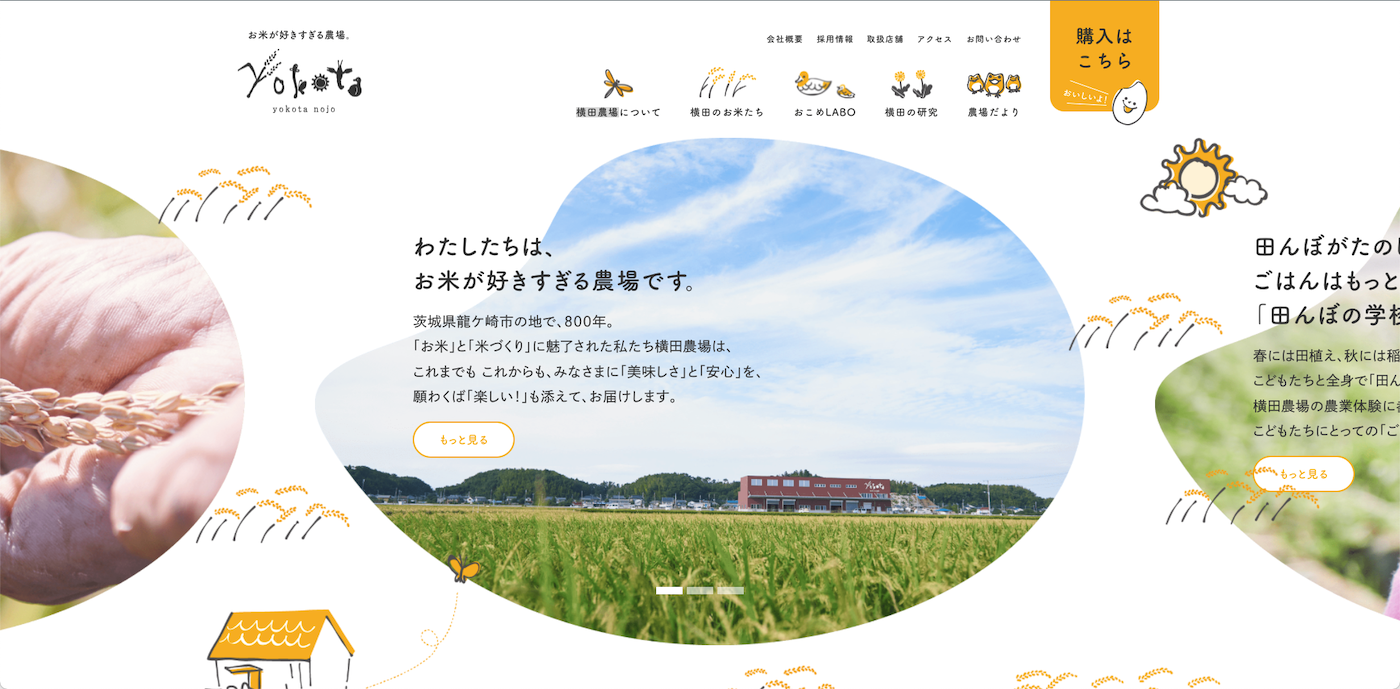 お米が好きすぎる農場。
yokota
yokota nojo
会社概要 採用情報 取扱店舗 アクセス お問い合わせ
横田農場について 横田のお米たち おこめLABO 横田の研究 農場だより
購入は
こちら
おいしいよ!
わたしたちは、
お米が好きすぎる農場です。
茨城県龍ケ崎市の地で、800年。
「お米」と「米づくり」に魅了された私たち横田農場は、
これまでも これからも、みなさまに「美味しさ」と「安心」を、
願わくば「楽しい!」も添えて、お届けします。
もっと見る
yokota
田んぼがたの
ごはんはもっと
「田んぼの学校
春には田植え、秋には稲
こどもたちと全身で「田ん
横田農場の農業体験に
こどもたちにとっての「ご
もっと見る